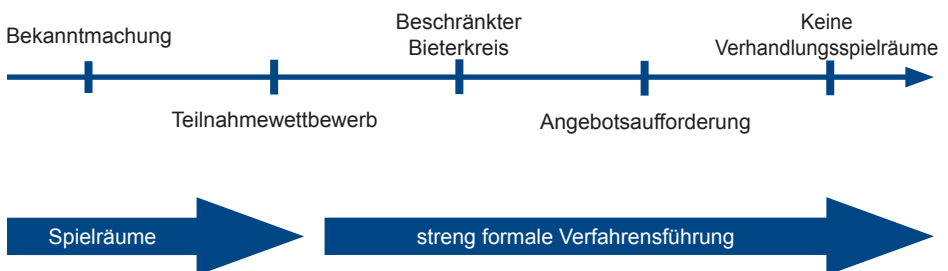 Bekanntmachung
Teilnahmewettbewerb
Beschränkter
Bieterkreis
Angebotsaufforderung
Keine
Verhandlungsspielräume
Spielräume
streng formale Verfahrensführung